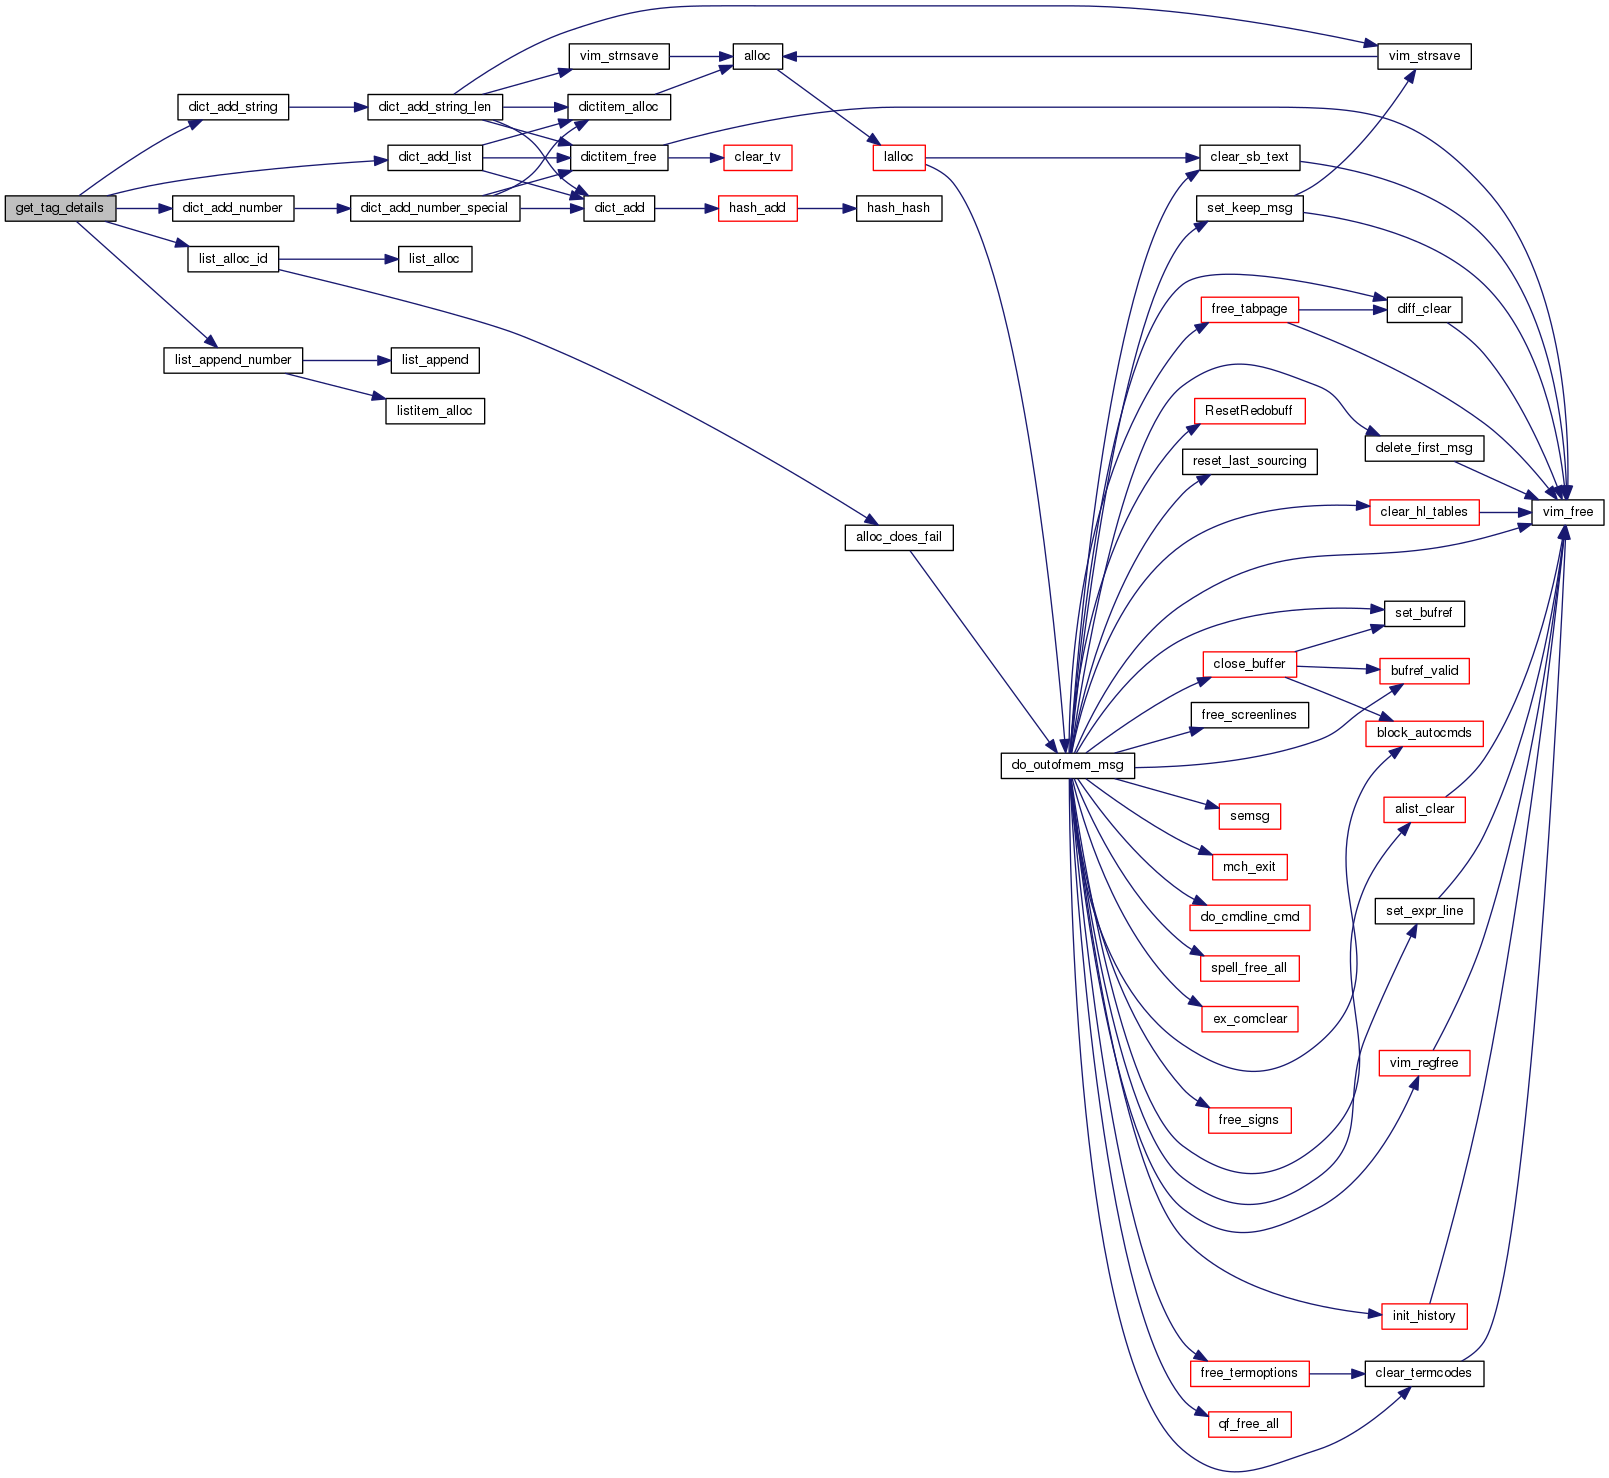 vim_strnsave
alloc
vim_strsave
dict_add_string
dict_add_string_len
dictitem_alloc
dict_add_list
dictitem_free
clear_tv
lalloc
clear_sb_text
get_tag_details
dict_add_number
dict_add_number_special
dict_add
hash_add
hash_hash
set_keep_msg
list_alloc_id
list_alloc
free_tabpage
diff_clear
list_append_number
list_append
listitem_alloc
ResetRedobuff
delete_first_msg
reset_last_sourcing
clear_hl_tables
vim_free
alloc_does_fail
set_bufref
close_buffer
bufref_valid
free_screenlines
block_autocmds
do_outofmem_msg
semsg
alist_clear
mch_exit
do_cmdline_cmd
set_expr_line
spell_free_all
ex_comclear
vim_regfree
free_signs
init_history
free_termoptions
clear_termcodes
qf_free_all